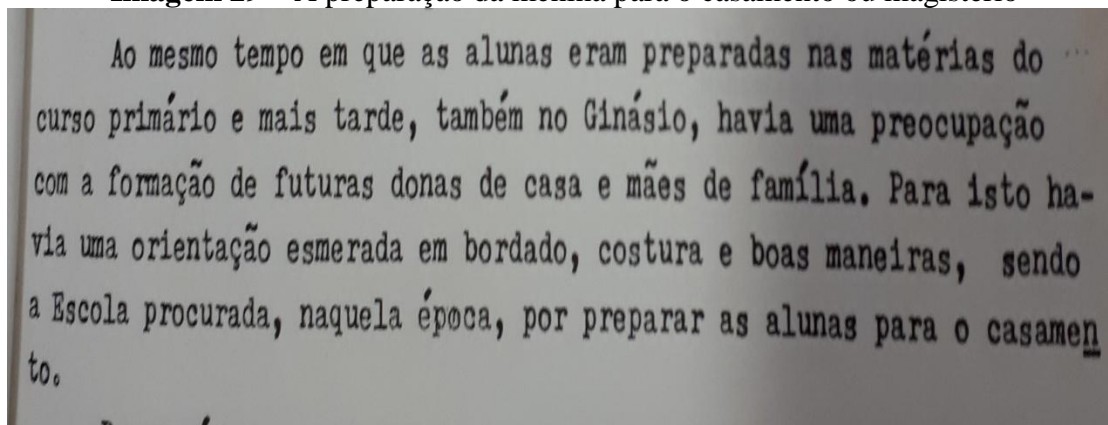 Ao mesmo tempo em que as alunas eram preparadas nas matérias do
curso primário e mais tarde, também no Ginásio, havia uma preocupação
com a formação de futuras donas de casa e mães de família. Para isto ha-
via uma orientação esmerada em bordado, costura e boas maneiras, sendo
a Escola procurada, naquela época, por preparar as alunas para o casamen
to.